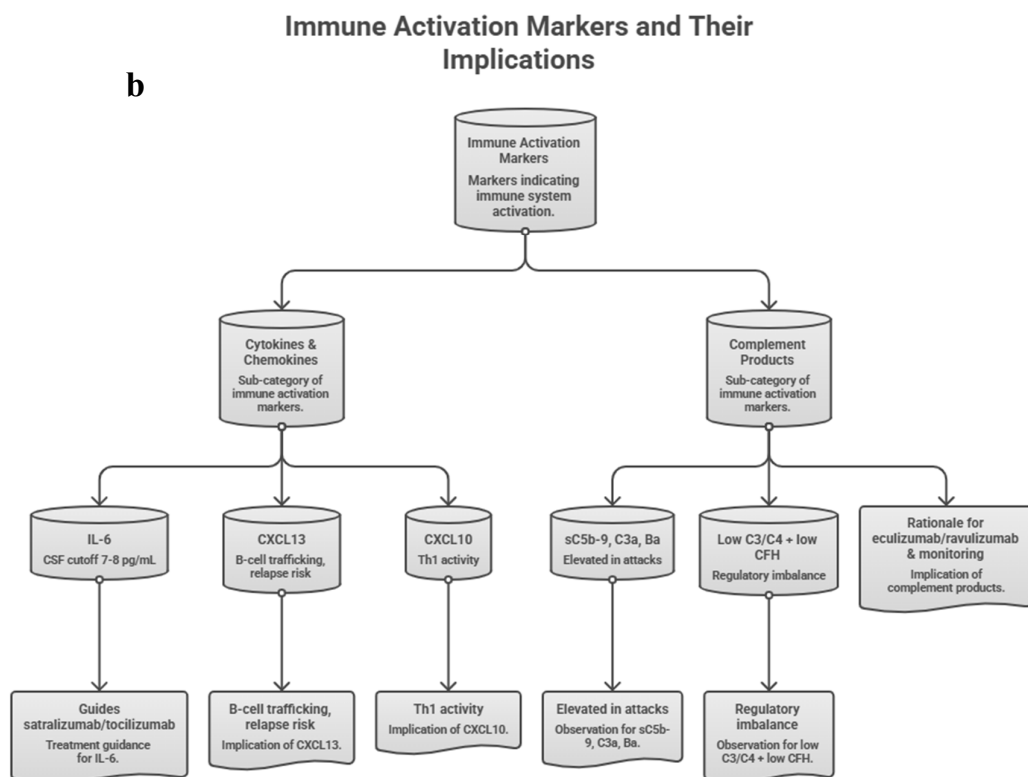 Immune Activation Markers and Their
Implications
b
Immune Activation
Markers
Markers indicating
immune system
activation.
Cytokines &
Chemokines
Sub-category of
immune activation
markers.
Complement
Products
Sub-category of
immune activation
markers.
IL-6
CSF cutoff 7-8 pg/mL
CXCL13
B-cell trafficking,
relapse risk
CXCL10
Th1 activity
sC5b-9, C3a, Ba
Elevated in attacks
Low C3/C4 + low
CFH
Regulatory imbalance
Rationale for
eculizumab/ravulizumab
& monitoring
Implication of
complement products.
Guides
satralizumab/tocilizumab
Treatment guidance
for IL-6.
B-cell trafficking,
relapse risk
Implication of CXCL13.
Th1 activity
Implication of CXCL10.
Elevated in attacks
Observation for sC5b-
9, C3a, Ba.
Regulatory
imbalance
Observation for low
C3/C4 + low CFH.